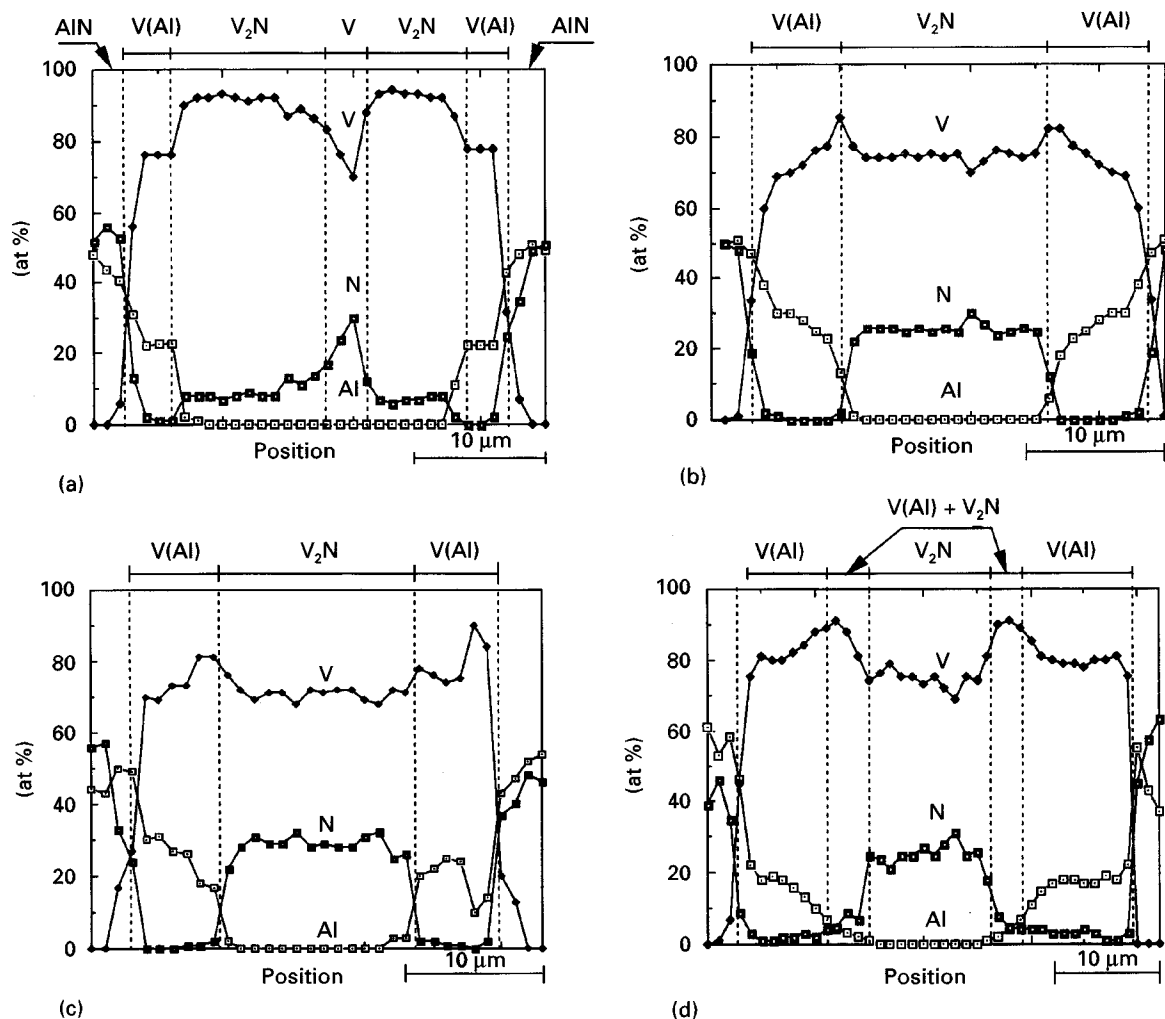 V(Al) V₂N V V₂N V(Al)
AlN AlN
100
80
60
40
20
0
(at %)
V
N
Al
Position
10 μm
(a)
V(Al) V₂N V(Al)
100
80
60
40
20
0
(at %)
V
N
Al
Position
10 μm
(b)
V(Al) V₂N V(Al)
100
80
60
40
20
0
(at %)
V
N
Al
Position
10 μm
(c)
V(Al) + V₂N
V(Al) V₂N V(Al)
100
80
60
40
20
0
(at %)
V
N
Al
Position
10 μm
(d)